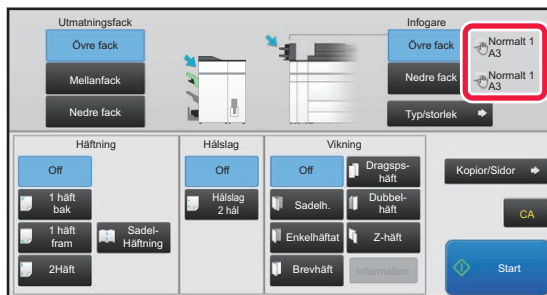 Utmatningsfack
Infogare
Övre fack
Övre fack
Normalt 1
A3
Mellanfack
Nedre fack
Normalt 1
A3
Nedre fack
Typ/storlek
Häftning
Hålslag
Vikning
Off
Off
Off
Dragsps-
häft
Kopior/Sidor
1 häft
bak
Hålslag
2 hål
Sadelh.
Dubbel-
häft
CA
1 häft
fram
Sadel-
Häftning
Enkelhäftat
Z-häft
2Häft
Brevhäft
Information
Start